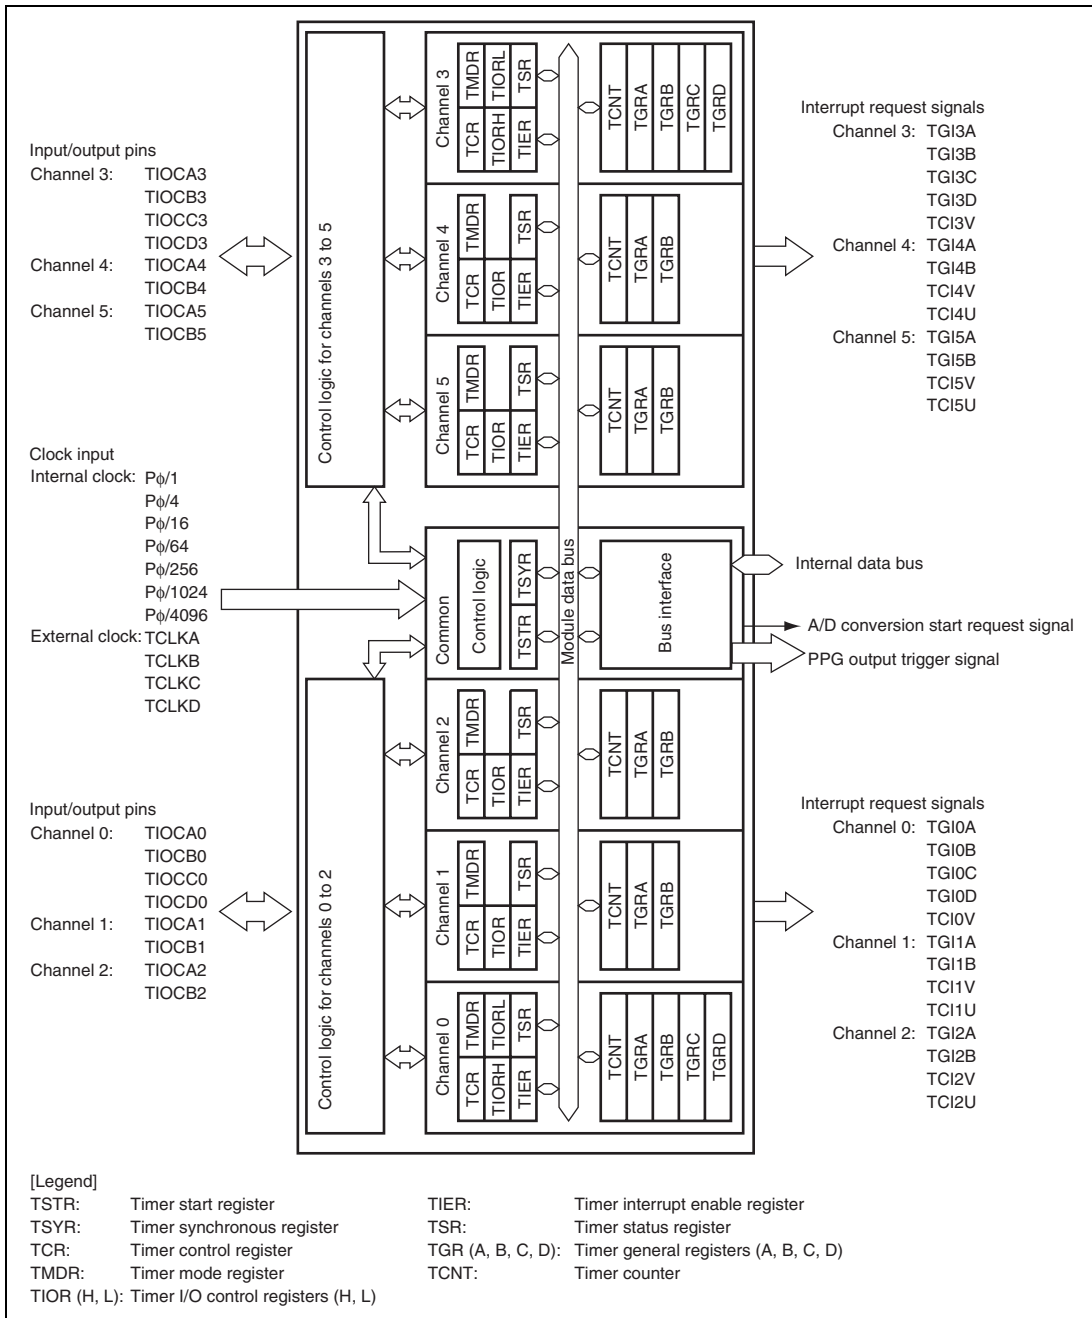 Input/output pins
Channel 3: TIOCA3
TIOCB3
TIOCC3
TIOCD3
Channel 4: TIOCA4
TIOCB4
Channel 5: TIOCA5
TIOCB5
Clock input
Internal clock: Pφ/1
Pφ/4
Pφ/16
Pφ/64
Pφ/256
Pφ/1024
Pφ/4096
External clock: TCLKA
TCLKB
TCLKC
TCLKD
Input/output pins
Channel 0: TIOCA0
TIOCB0
TIOCC0
TIOCD0
Channel 1: TIOCA1
TIOCB1
Channel 2: TIOCA2
TIOCB2
Control logic for channels 3 to 5
Control logic for channels 0 to 2
Channel 3
TCR TMDR
TIORH TIORL
TIER TSR
TCNT
TGRA
TGRB
TGRC
TGRD
Channel 4
TCR TMDR
TIOR
TIER TSR
TCNT
TGRA
TGRB
Channel 5
TCR TMDR
TIOR
TIER TSR
TCNT
TGRA
TGRB
Common
Control logic
TSTR TSYR
Module data bus
Bus interface
Channel 2
TCR TMDR
TIOR
TIER TSR
TCNT
TGRA
TGRB
Channel 1
TCR TMDR
TIOR
TIER TSR
TCNT
TGRA
TGRB
Channel 0
TCR TMDR
TIORH TIORL
TIER TSR
TCNT
TGRA
TGRB
TGRC
TGRD
Interrupt request signals
Channel 3: TGI3A
TGI3B
TGI3C
TGI3D
TCI3V
Channel 4: TGI4A
TGI4B
TCI4V
TCI4U
Channel 5: TGI5A
TGI5B
TCI5V
TCI5U
Internal data bus
A/D conversion start request signal
PPG output trigger signal
Interrupt request signals
Channel 0: TGI0A
TGI0B
TGI0C
TGI0D
TCI0V
Channel 1: TGI1A
TGI1B
TCI1V
TCI1U
Channel 2: TGI2A
TGI2B
TCI2V
TCI2U
[Legend]
TSTR: Timer start register
TSYR: Timer synchronous register
TCR: Timer control register
TMDR: Timer mode register
TIOR (H, L): Timer I/O control registers (H, L)
TIER: Timer interrupt enable register
TSR: Timer status register
TGR (A, B, C, D): Timer general registers (A, B, C, D)
TCNT: Timer counter